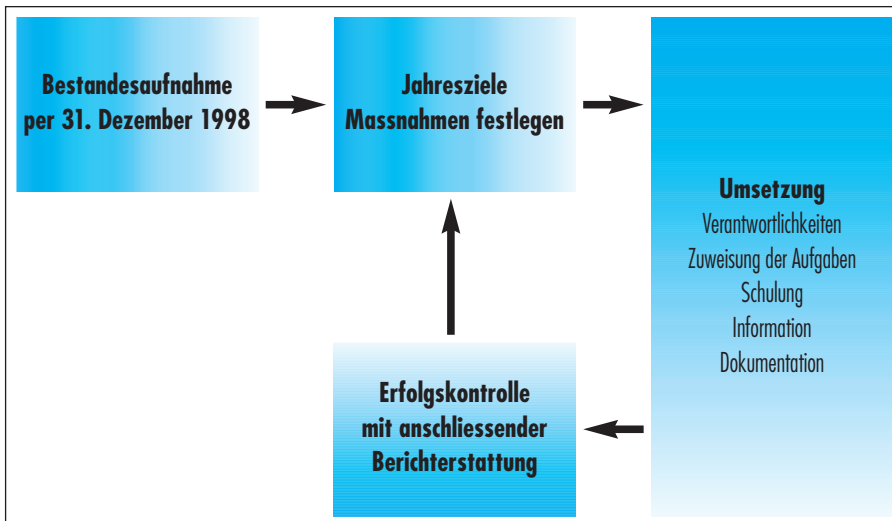 Bestandesaufnahme
per 31. Dezember 1998
Jahresziele
Massnahmen festlegen
Umsetzung
Verantwortlichkeiten
Zuweisung der Aufgaben
Schulung
Information
Dokumentation
Erfolgskontrolle
mit anschliessender
Berichterstattung